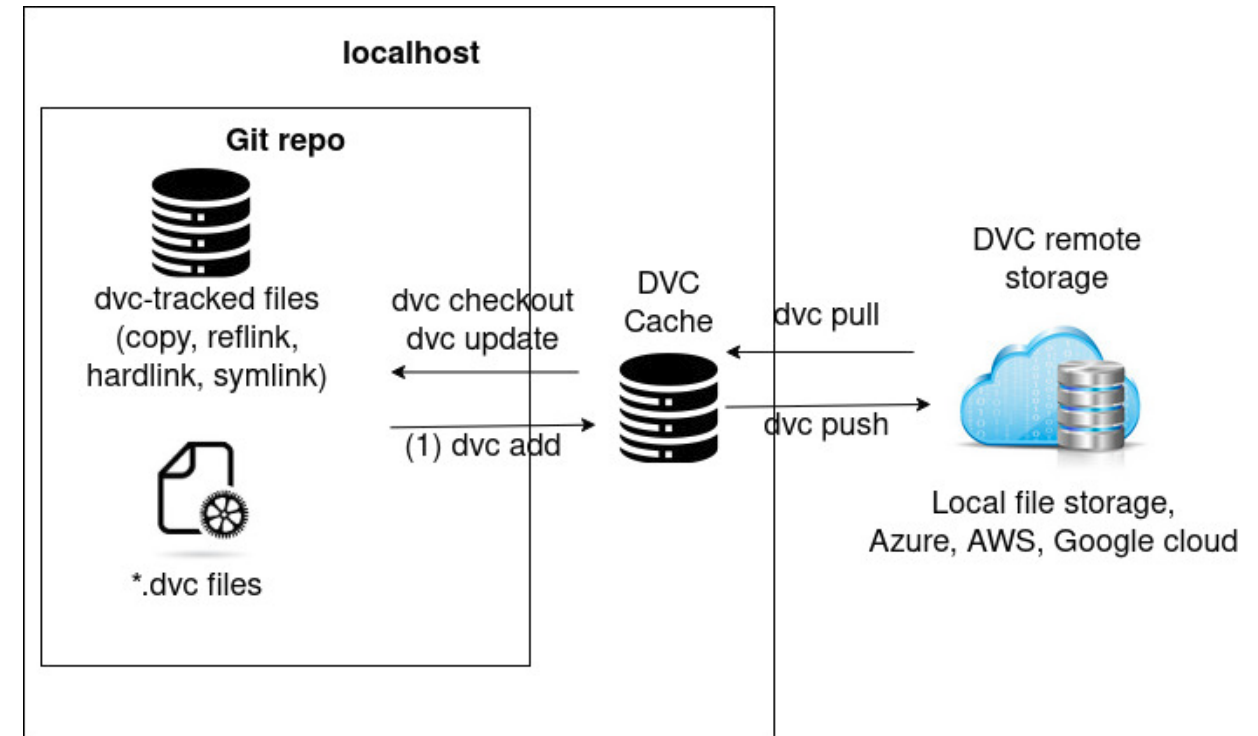 localhost
Git repo
dvc-tracked files
(copy, reflink,
hardlink, symlink)
*.dvc files
dvc checkout
dvc update
(1) dvc add
DVC
Cache
dvc pull
dvc push
DVC remote
storage
Local file storage,
Azure, AWS, Google cloud